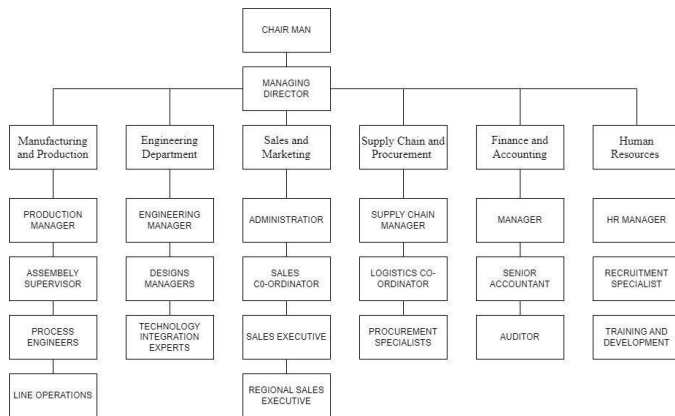 CHAIR MAN
MANAGING
DIRECTOR
Manufacturing
and Production
Engineering
Department
Sales and
Marketing
Supply Chain and
Procurement
Finance and
Accounting
Human
Resources
PRODUCTION
MANAGER
ENGINEERING
MANAGER
ADMINISTRATIOR
SUPPLY CHAIN
MANAGER
MANAGER
HR MANAGER
ASSEMBELY
SUPERVISOR
DESIGNS
MANAGERS
SALES
C0-ORDINATOR
LOGISTICS CO-
ORDINATOR
SENIOR
ACCOUNTANT
RECRUITMENT
SPECIALIST
PROCESS
ENGINEERS
TECHNOLOGY
INTEGRATION
EXPERTS
SALES EXECUTIVE
PROCUREMENT
SPECIALISTS
AUDITOR
TRAINING AND
DEVELOPMENT
LINE OPERATIONS
REGIONAL SALES
EXECUTIVE